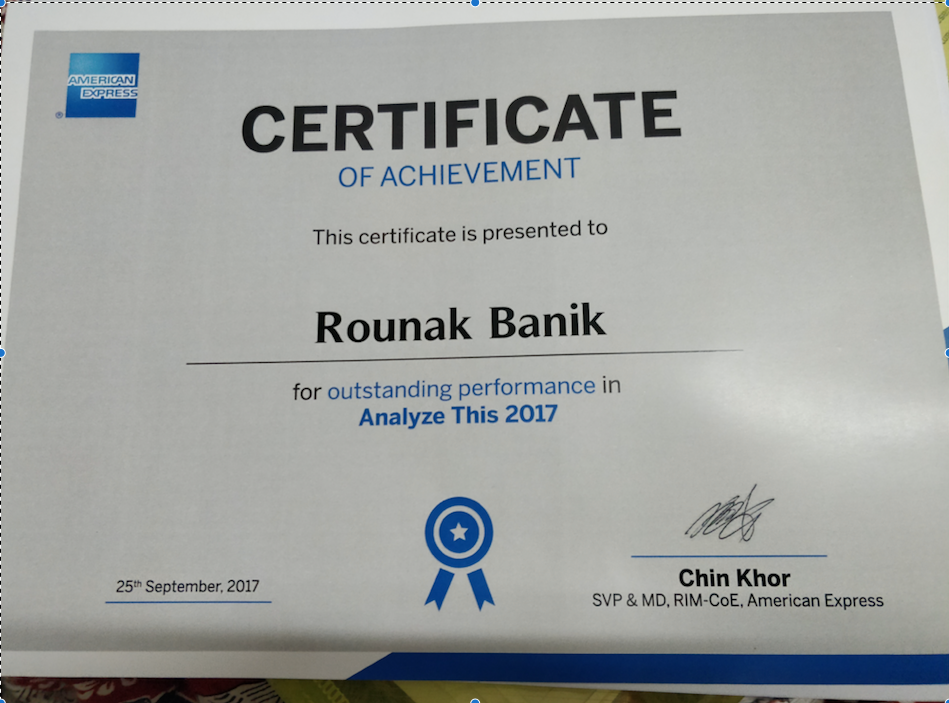 AMERICAN
EXPRESS
®
CERTIFICATE
OF ACHIEVEMENT
This certificate is presented to
Rounak Banik
for outstanding performance in
Analyze This 2017
25th September, 2017
Chin Khor
SVP & MD, RIM-CoE, American Express